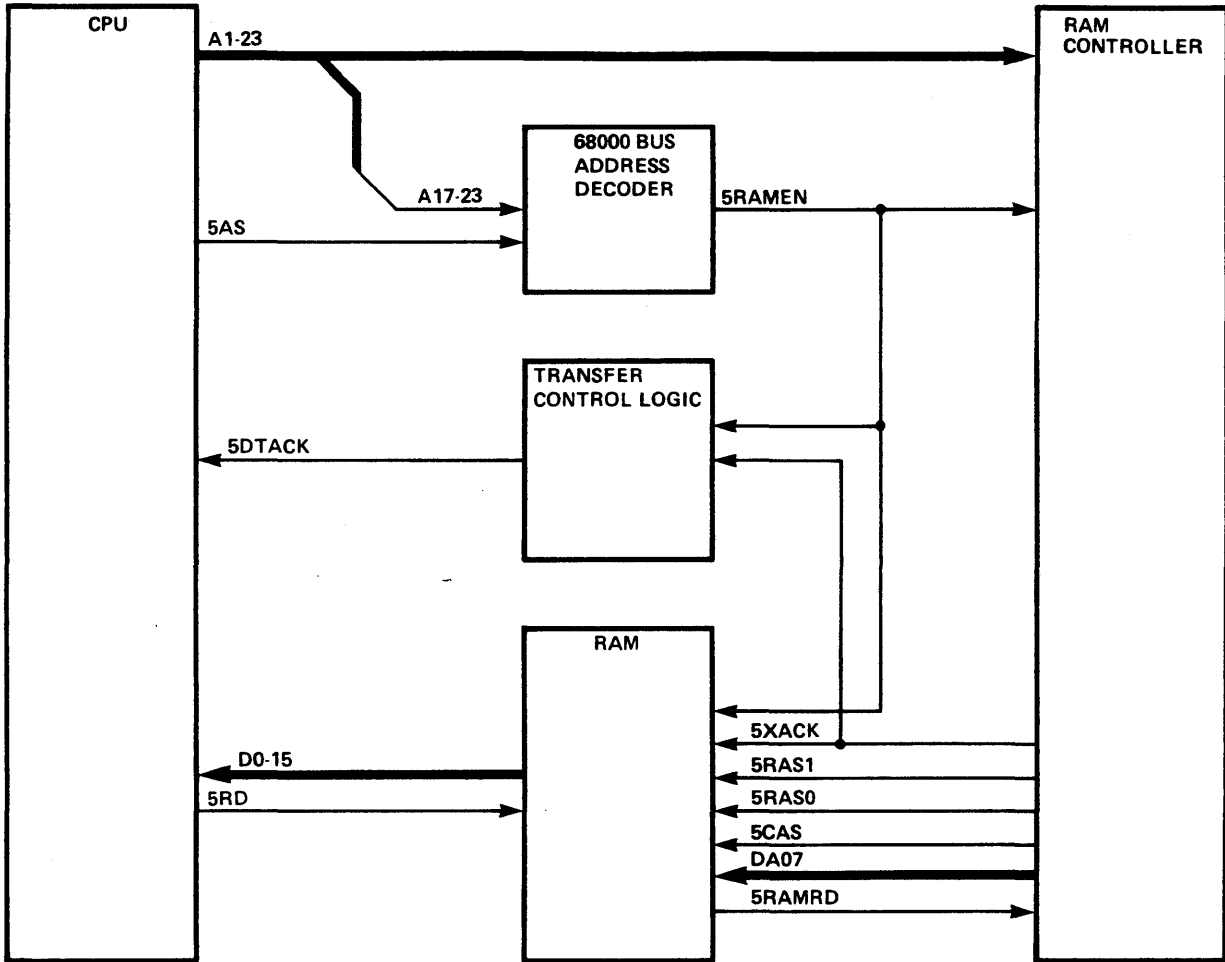 CPU
A1-23
RAM
CONTROLLER
68000 BUS
ADDRESS
DECODER
A17-23
5RAMEN
5AS
TRANSFER
CONTROL LOGIC
5DTACK
RAM
5XACK
D0-15
5RAS1
5RD
5RAS0
5CAS
DA07
5RAMRD